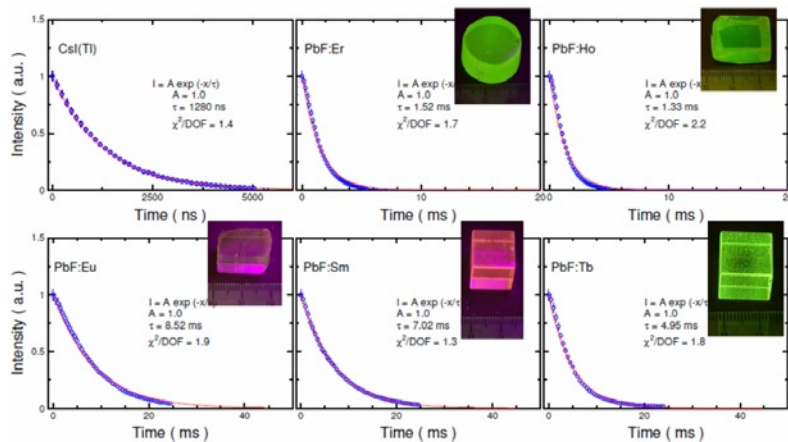 CsI(Tl)
I = A exp (-x/τ)
A = 1.0
τ = 1280 ns
χ²/DOF = 1.4
Intensity ( a.u. )
1.5
1
0.5
0
0 2500 5000
Time ( ns )
PbF:Er
I = A exp (-x/
A = 1.0
τ = 1.52 ms
χ²/DOF = 1.7
0 10 20
Time ( ms )
PbF:Ho
I = A exp (-x/
A = 1.0
τ = 1.33 ms
χ²/DOF = 2.2
0 10 20
Time ( ms )
PbF:Eu
I = A exp (-x/τ)
A = 1.0
τ = 8.52 ms
χ²/DOF = 1.9
Intensity ( a.u. )
1.5
1
0.5
0
0 20 40
Time ( ms )
PbF:Sm
I = A exp (-x/τ
A = 1.0
τ = 7.02 ms
χ²/DOF = 1.3
0 20 40
Time ( ms )
PbF:Tb
I = A exp (-x/τ
A = 1.0
τ = 4.95 ms
χ²/DOF = 1.8
0 20 40
Time ( ms )